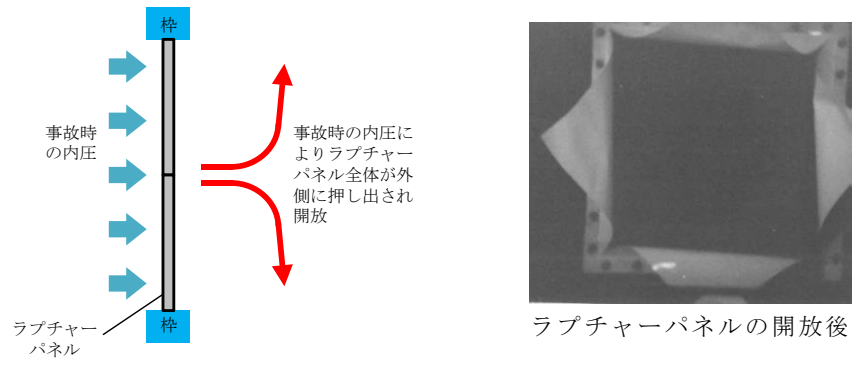 枠
事故時
の内圧
事故時の内圧に
よりラプチャー
パネル全体が外
側に押し出され
開放
ラプチャー
パネル
枠
ラプチャーパネルの開放後